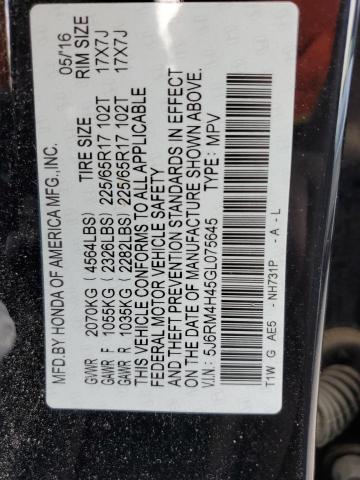 MFD.BY HONDA OF AMERICA MFG.,INC. 05/16
TIRE SIZE RIM SIZE
GVWR 2070KG (4564LBS)
GAWR F 1055KG (2326LBS) 225/65R17 102T 17X7J
GAWR R 1035KG (2282LBS) 225/65R17 102T 17X7J
THIS VEHICLE CONFORMS TO ALL APPLICABLE
FEDERAL MOTOR VEHICLE SAFETY
AND THEFT PREVENTION STANDARDS IN EFFECT
ON THE DATE OF MANUFACTURE SHOWN ABOVE.
V.I.N.: 5J6RM4H45GL075645 TYPE: MPV
T1W G AE5 - NH731P - A - L